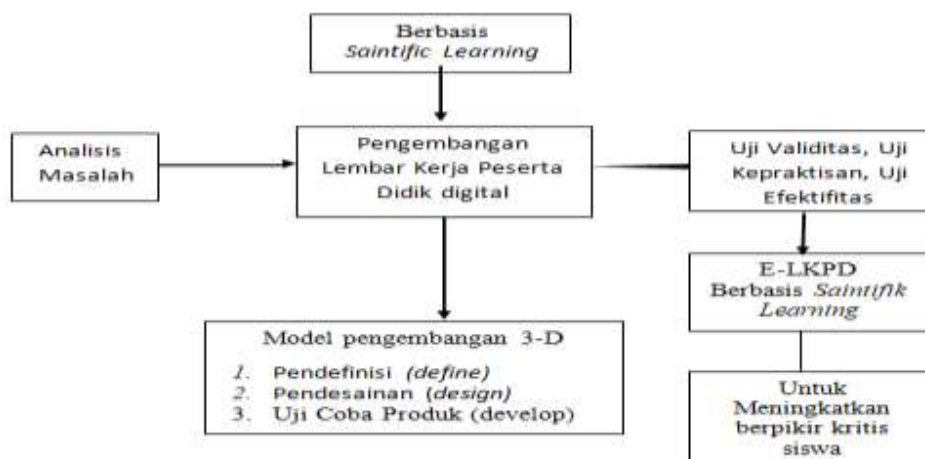 Berbasis
Saintific Learning
Analisis
Masalah
Pengembangan
Lembar Kerja Peserta
Didik digital
Uji Validitas, Uji
Kepraktisan, Uji
Efektifitas
E-LKPD
Berbasis Saintifik
Learning
Model pengembangan 3-D
1. Pendefinisi (define)
2. Pendesainan (design)
3. Uji Coba Produk (develop)
Untuk
Meningkatkan
berpikir kritis
siswa